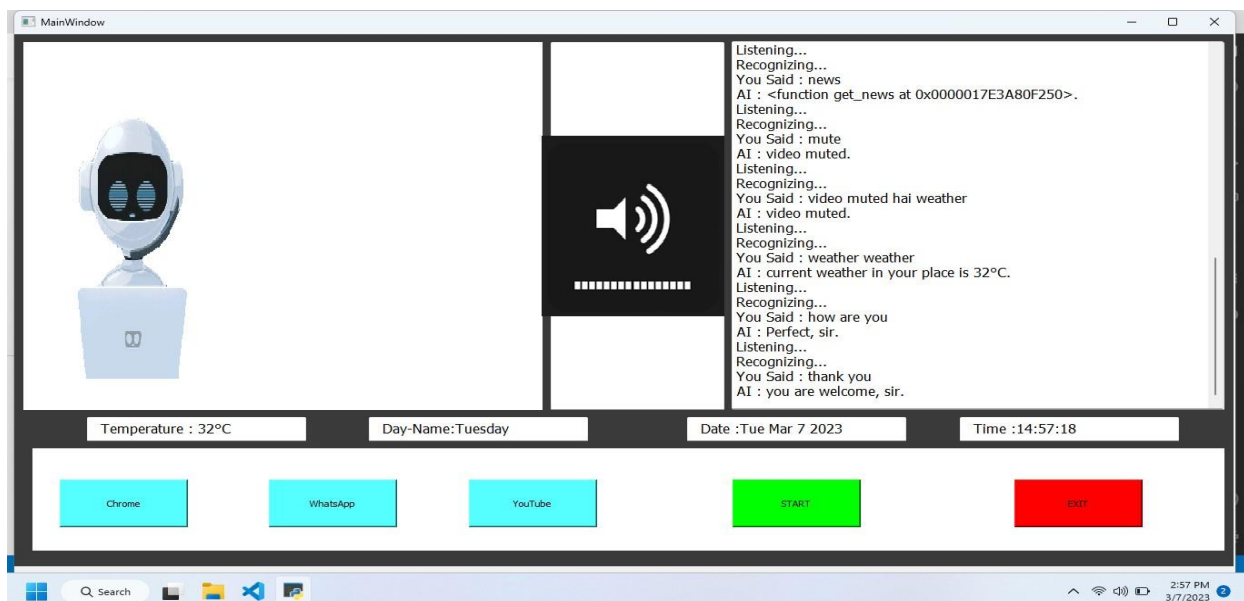 MainWindow
Listening...
Recognizing...
You Said : news
AI : <function get_news at 0x0000017E3A80F250>.
Listening...
Recognizing...
You Said : mute
AI : video muted.
Listening...
Recognizing...
You Said : video muted hai weather
AI : video muted.
Listening...
Recognizing...
You Said : weather weather
AI : current weather in your place is 32°C.
Listening...
Recognizing...
You Said : how are you
AI : Perfect, sir.
Listening...
Recognizing...
You Said : thank you
AI : you are welcome, sir.
Temperature : 32°C
Day-Name:Tuesday
Date :Tue Mar 7 2023
Time :14:57:18
Chrome
WhatsApp
YouTube
START
EXIT
Search
2:57 PM
3/7/2023
2